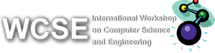 WCSE
International Workshop
on Computer Science
and Engineering